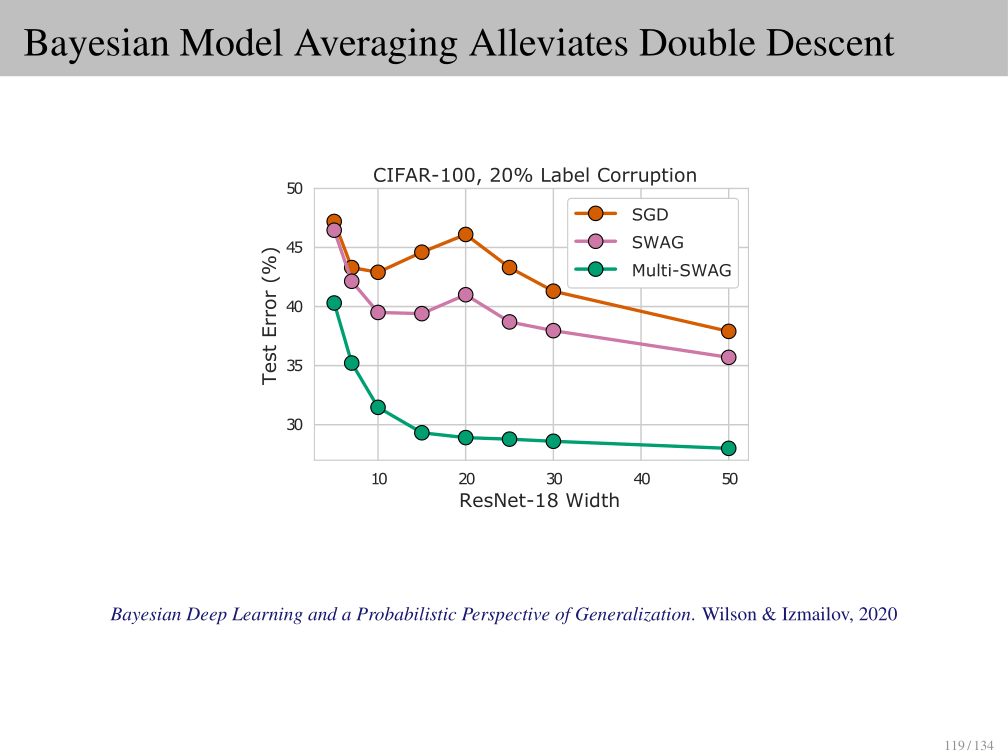 Bayesian Model Averaging Alleviates Double Descent
CIFAR-100, 20% Label Corruption
50
45
40
35
30
Test Error (%)
SGD
SWAG
Multi-SWAG
10 20 30 40 50
ResNet-18 Width
Bayesian Deep Learning and a Probabilistic Perspective of Generalization. Wilson & Izmailov, 2020
119 / 134